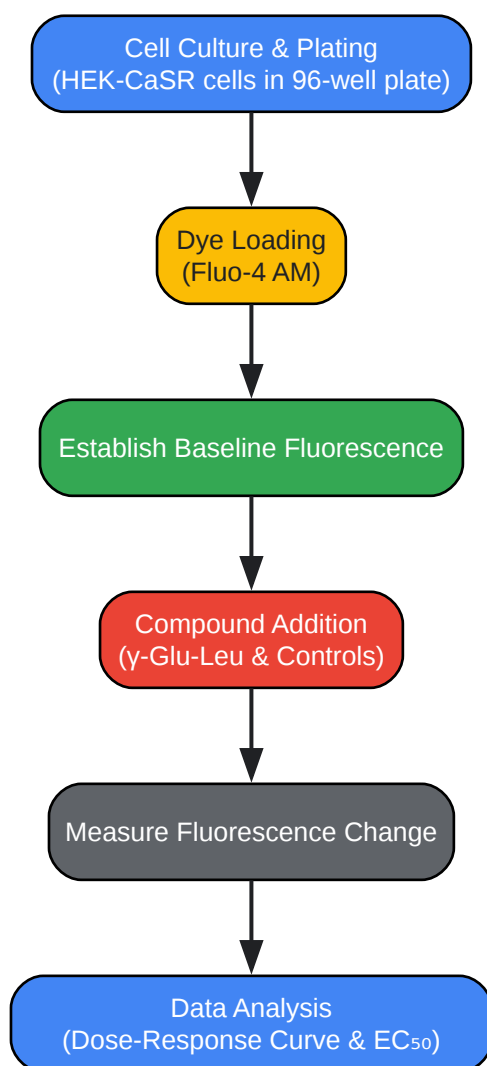 Cell Culture & Plating
(HEK-CaSR cells in 96-well plate)
Dye Loading
(Fluo-4 AM)
Establish Baseline Fluorescence
Compound Addition
(γ-Glu-Leu & Controls)
Measure Fluorescence Change
Data Analysis
(Dose-Response Curve & EC₅₀)